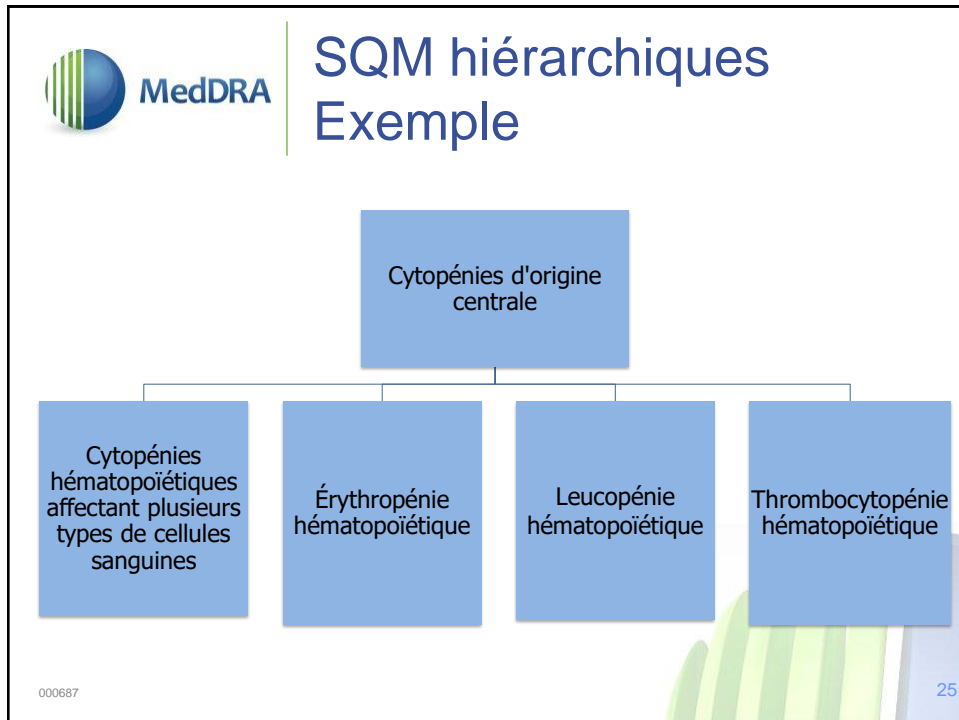 MedDRA
SQM hiérarchiques
Exemple
Cytopénies d'origine
centrale
Cytopénies
hématopoïétiques
affectant plusieurs
types de cellules
sanguines
Érythropénie
hématopoïétique
Leucopénie
hématopoïétique
Thrombocytopénie
hématopoïétique
000687
25